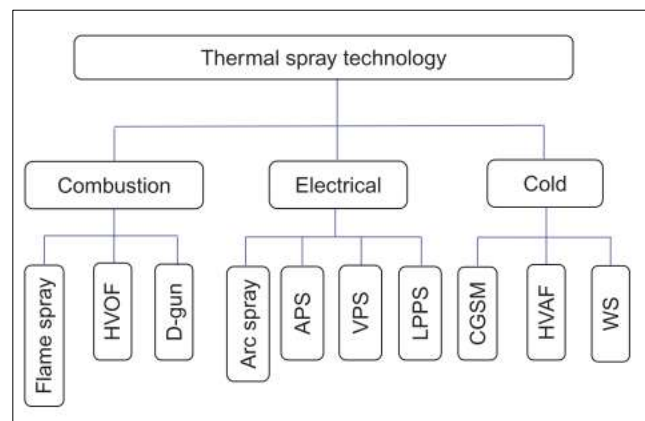 Thermal spray technology
Combustion
Electrical
Cold
Flame spray
HVOF
D-gun
Arc spray
APS
VPS
LPPS
CGSM
HVAF
WS